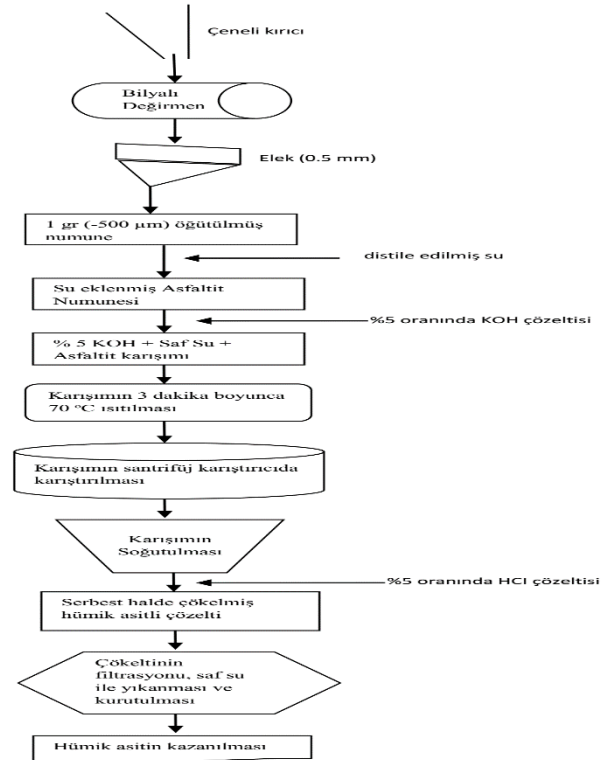 Çeneli kırıcı
Bilyalı
Değirmen
Elek (0.5 mm)
1 gr (-500 µm) öğütülmüş
numune
distile edilmiş su
Su eklenmiş Asfaltit
Numunesi
%5 oranında KOH çözeltisi
% 5 KOH + Saf Su +
Asfaltit karışımı
Karışımın 3 dakika boyunca
70 °C ısıtılması
Karışımın santrifüj karıştırıcıda
karıştırılması
Karışımın
Soğutulması
%5 oranında HCI çözeltisi
Serbest halde çökelmiş
hümik asitli çözelti
Çökeltinin
filtrasyonu, saf su
ile yıkanması ve
kurutulması
Hümik asitin kazanılması